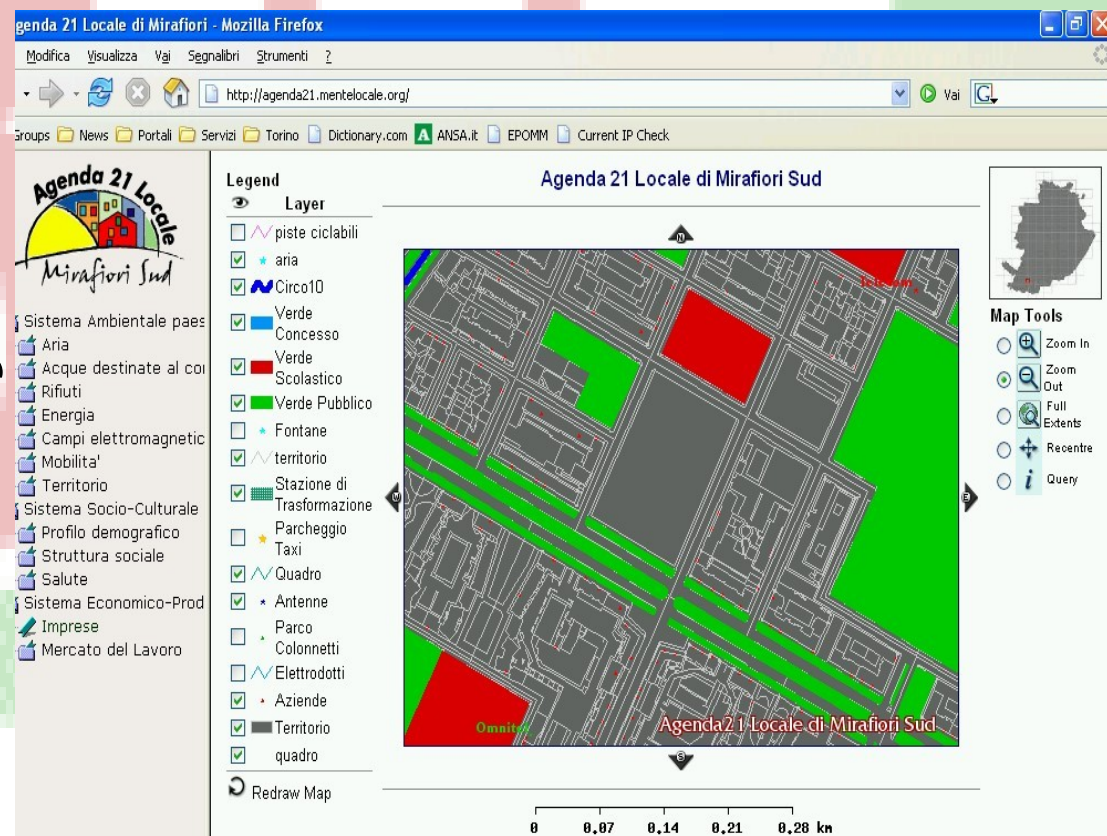 genda 21 Locale di Mirafiori - Mozilla Firefox
Modifica Visualizza Vai Segnalibri Strumenti ?
http://agenda21.mentelocale.org/
Vai
G
Groups News Portali Servizi Torino Dictionary.com A ANSA.it EPOMM Current IP Check
Agenda 21 Locale
Mirafiori Sud
Sistema Ambientale paes
Aria
Acque destinate al co
Rifiuti
Energia
Campi elettromagnetic
Mobilita'
Territorio
Sistema Socio-Culturale
Profilo demografico
Struttura sociale
Salute
Sistema Economico-Prod
Imprese
Mercato del Lavoro
Legend
Layer
piste ciclabili
aria
Circo10
Verde
Concesso
Verde
Scolastico
Verde Pubblico
Fontane
territorio
Stazione di
Trasformazione
Parcheggio
Taxi
Quadro
Antenne
Parco
Colonnetti
Elettrodotti
Aziende
Territorio
quadro
Redraw Map
Agenda 21 Locale di Mirafiori Sud
N
W
E
S
Telecom
Omnitel
Agenda21 Locale di Mirafiori Sud
0 0.07 0.14 0.21 0.28 km
Map Tools
Zoom In
Zoom
Out
Full
Extents
Recentre
i Query